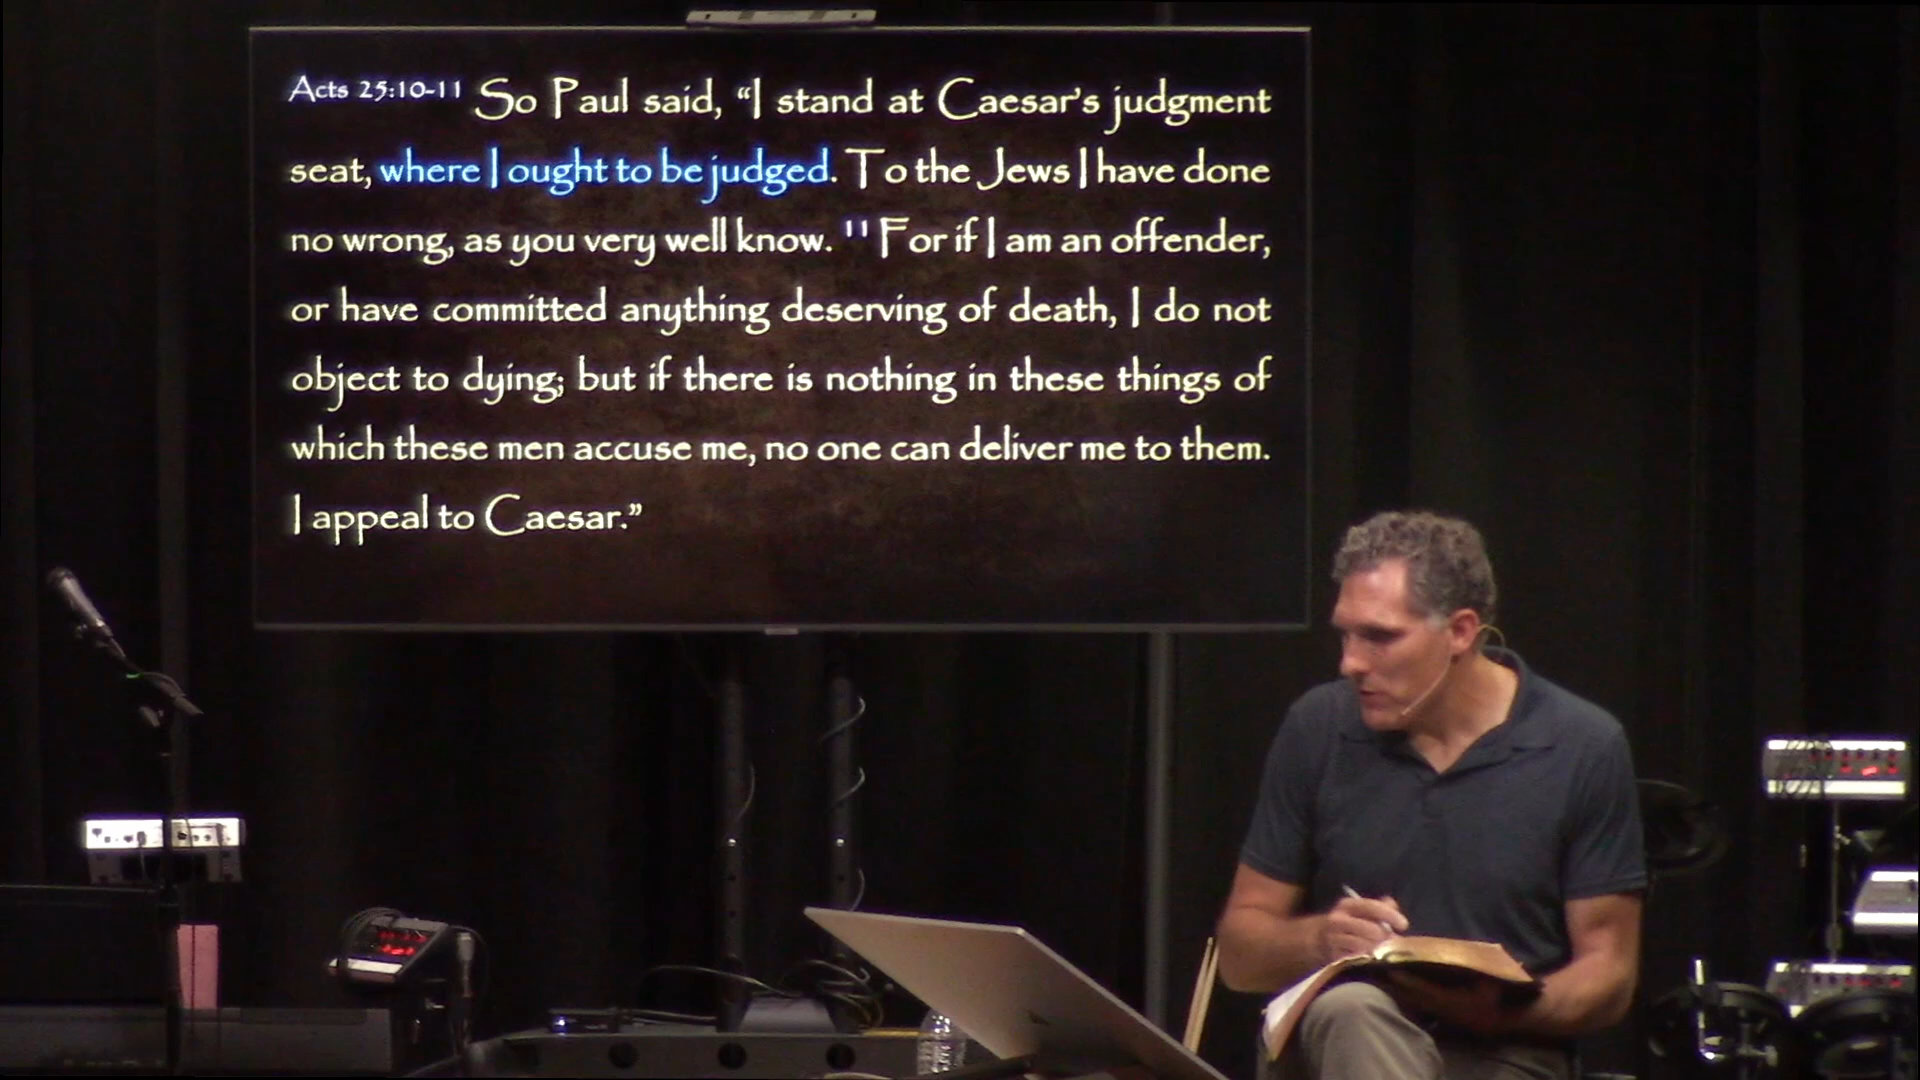 Acts 25:10-11 So Paul said, “I stand at Caesar’s judgment
seat, where I ought to be judged. To the Jews I have done
no wrong, as you very well know. 11 For if I am an offender,
or have committed anything deserving of death, I do not
object to dying; but if there is nothing in these things of
which these men accuse me, no one can deliver me to them.
I appeal to Caesar.”